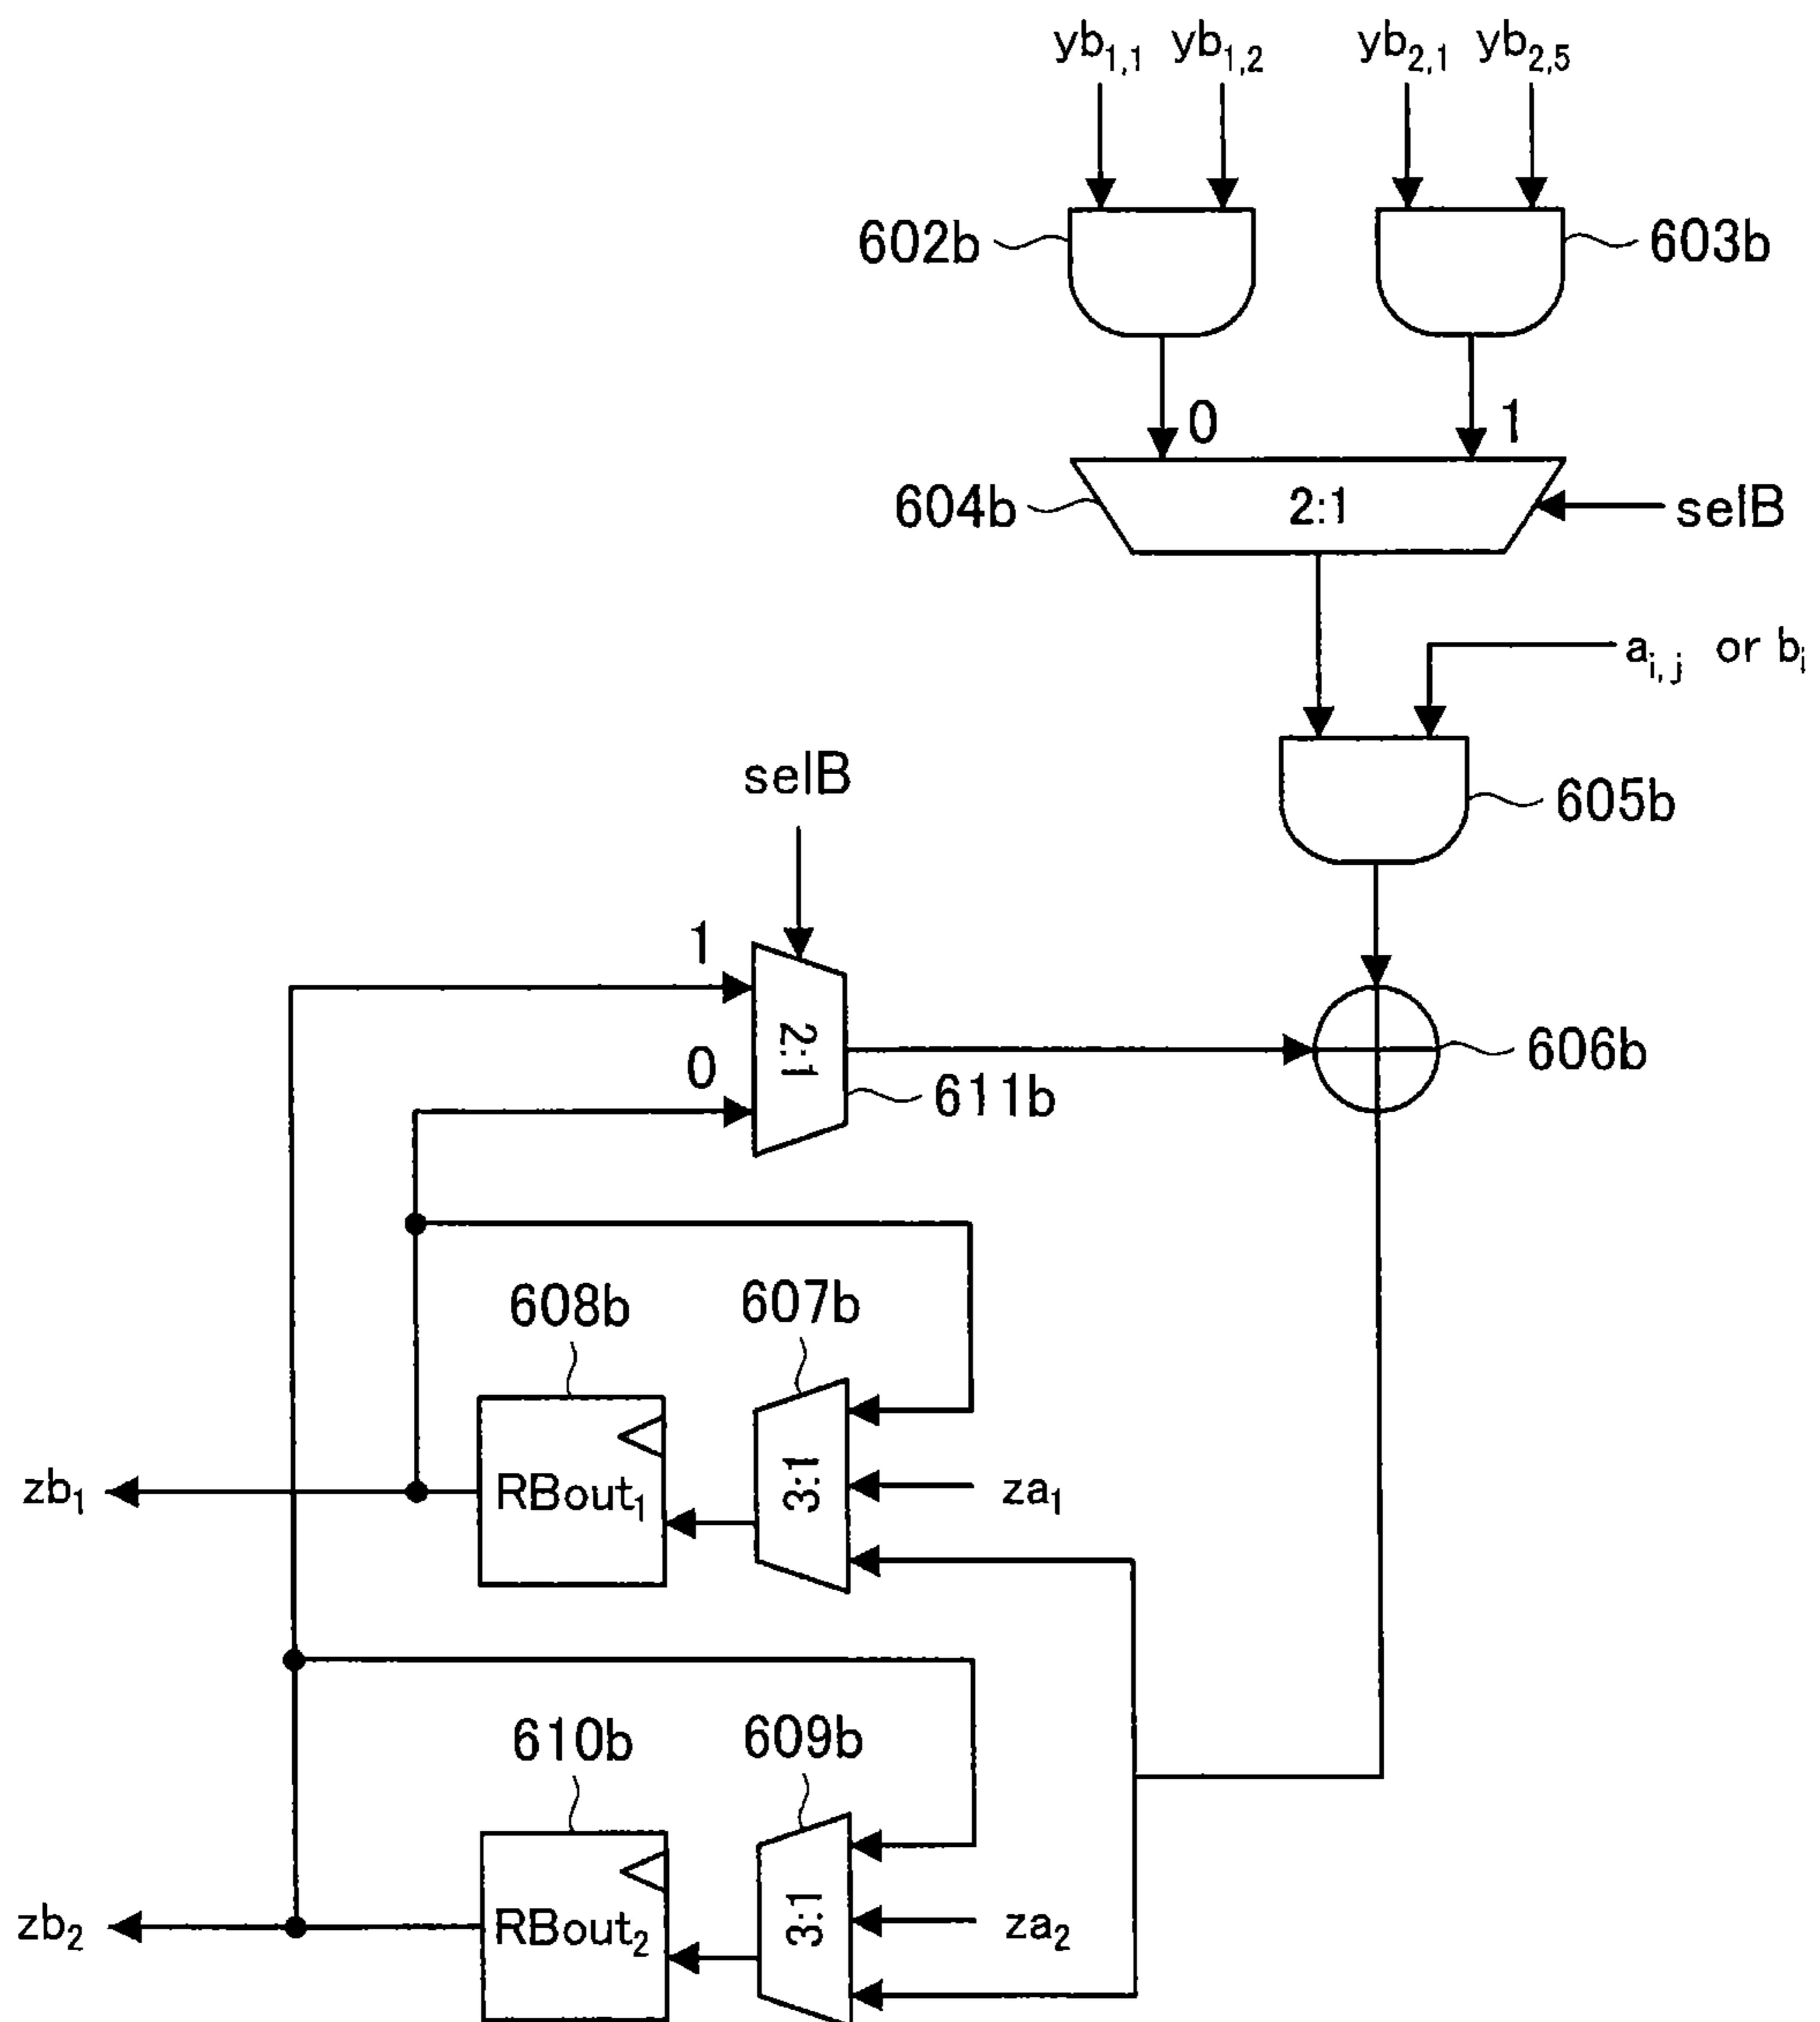 yb1,1 yb1,2 yb2,1 yb2,5
602b 603b
0 1
604b 2:1 selB
ai,j or bi
selB 605b
1
2:1
0
611b 606b
608b 607b
zb1 RBout1 3:1 za1
610b 609b
zb2 RBout2 3:1 za2